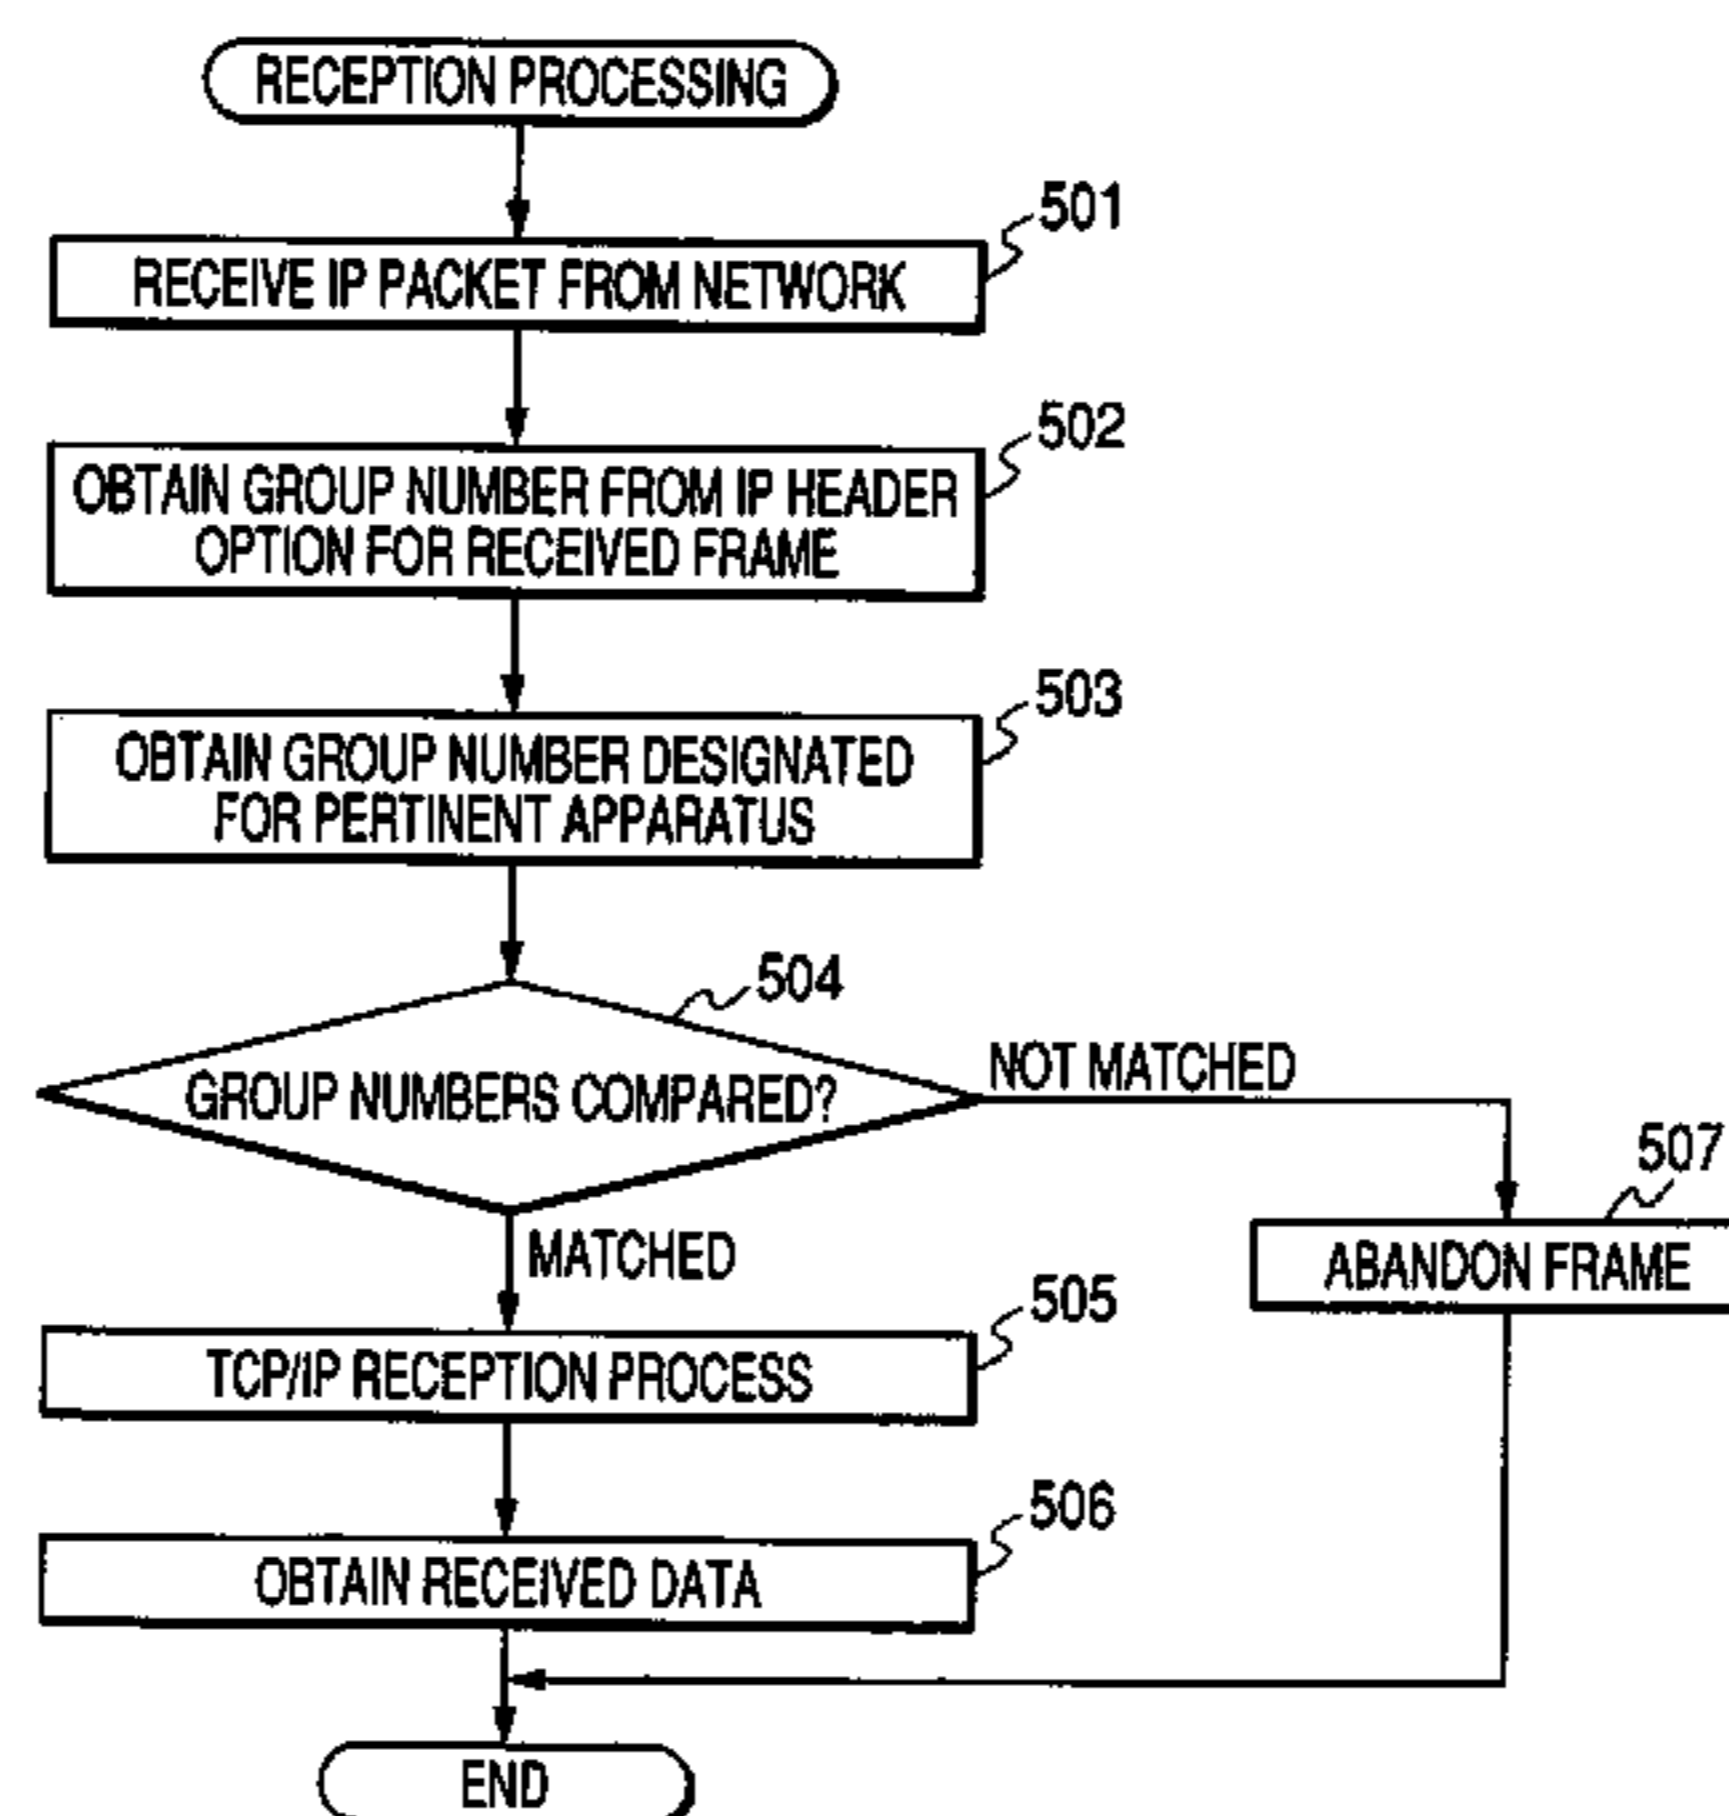 RECEPTION PROCESSING
501
RECEIVE IP PACKET FROM NETWORK
502
OBTAIN GROUP NUMBER FROM IP HEADER
OPTION FOR RECEIVED FRAME
503
OBTAIN GROUP NUMBER DESIGNATED
FOR PERTINENT APPARATUS
504
GROUP NUMBERS COMPARED?
NOT MATCHED
507
ABANDON FRAME
MATCHED
505
TCP/IP RECEPTION PROCESS
506
OBTAIN RECEIVED DATA
END